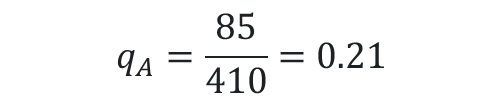 q_A = 85/410 = 0.21